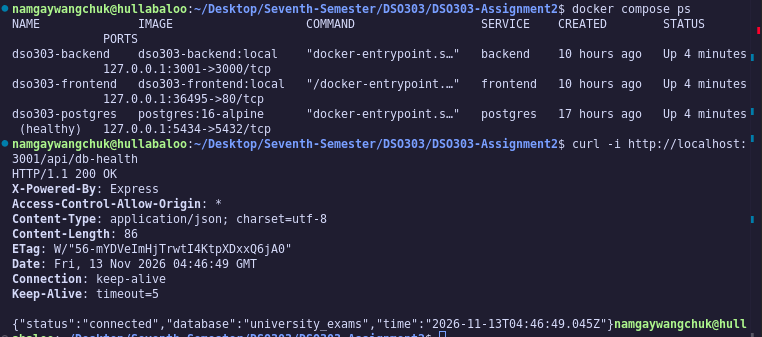 namgaywangchuk@hullabaloo:~/Desktop/Seventh-Semester/DSO303/DSO303-Assignment2$ docker compose ps
NAME IMAGE COMMAND SERVICE CREATED STATUS
PORTS
dso303-backend dso303-backend:local "docker-entrypoint.s…" backend 10 hours ago Up 4 minutes
127.0.0.1:3001->3000/tcp
dso303-frontend dso303-frontend:local "/docker-entrypoint.…" frontend 10 hours ago Up 4 minutes
127.0.0.1:36495->80/tcp
dso303-postgres postgres:16-alpine "docker-entrypoint.s…" postgres 17 hours ago Up 4 minutes
(healthy) 127.0.0.1:5434->5432/tcp
namgaywangchuk@hullabaloo:~/Desktop/Seventh-Semester/DSO303/DSO303-Assignment2$ curl -i http://localhost:
3001/api/db-health
HTTP/1.1 200 OK
X-Powered-By: Express
Access-Control-Allow-Origin: *
Content-Type: application/json; charset=utf-8
Content-Length: 86
ETag: W/"56-mYDVeImHjTrwtI4KtpXDxxQ6jA0"
Date: Fri, 13 Nov 2026 04:46:49 GMT
Connection: keep-alive
Keep-Alive: timeout=5
{"status":"connected","database":"university_exams","time":"2026-11-13T04:46:49.045Z"}namgaywangchuk@hull
abaloo:~/Desktop/Seventh-Semester/DSO303/DSO303-Assignment2$